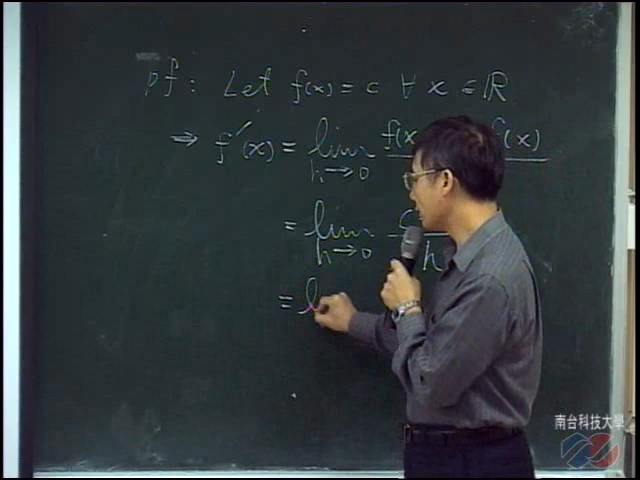 pf: Let f(x) = c ∀ x ∈ ℝ
⇒ f'(x) = lim h→0 f(x f(x)
= lim h→0 c h
= l
南台科技大學